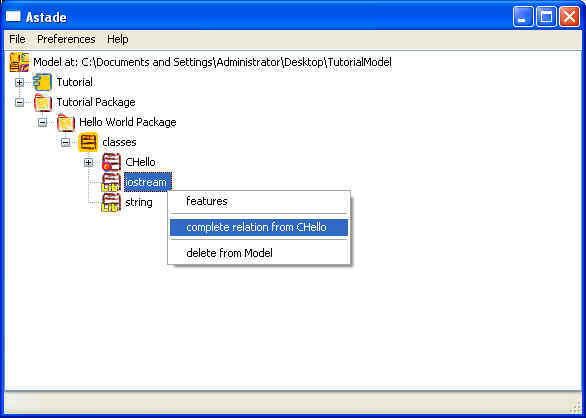 Astade
File Preferences Help
Model at: C:\Documents and Settings\Administrator\Desktop\TutorialModel
Tutorial
Tutorial Package
Hello World Package
classes
CHello
iostream
string
features
complete relation from CHello
delete from Model